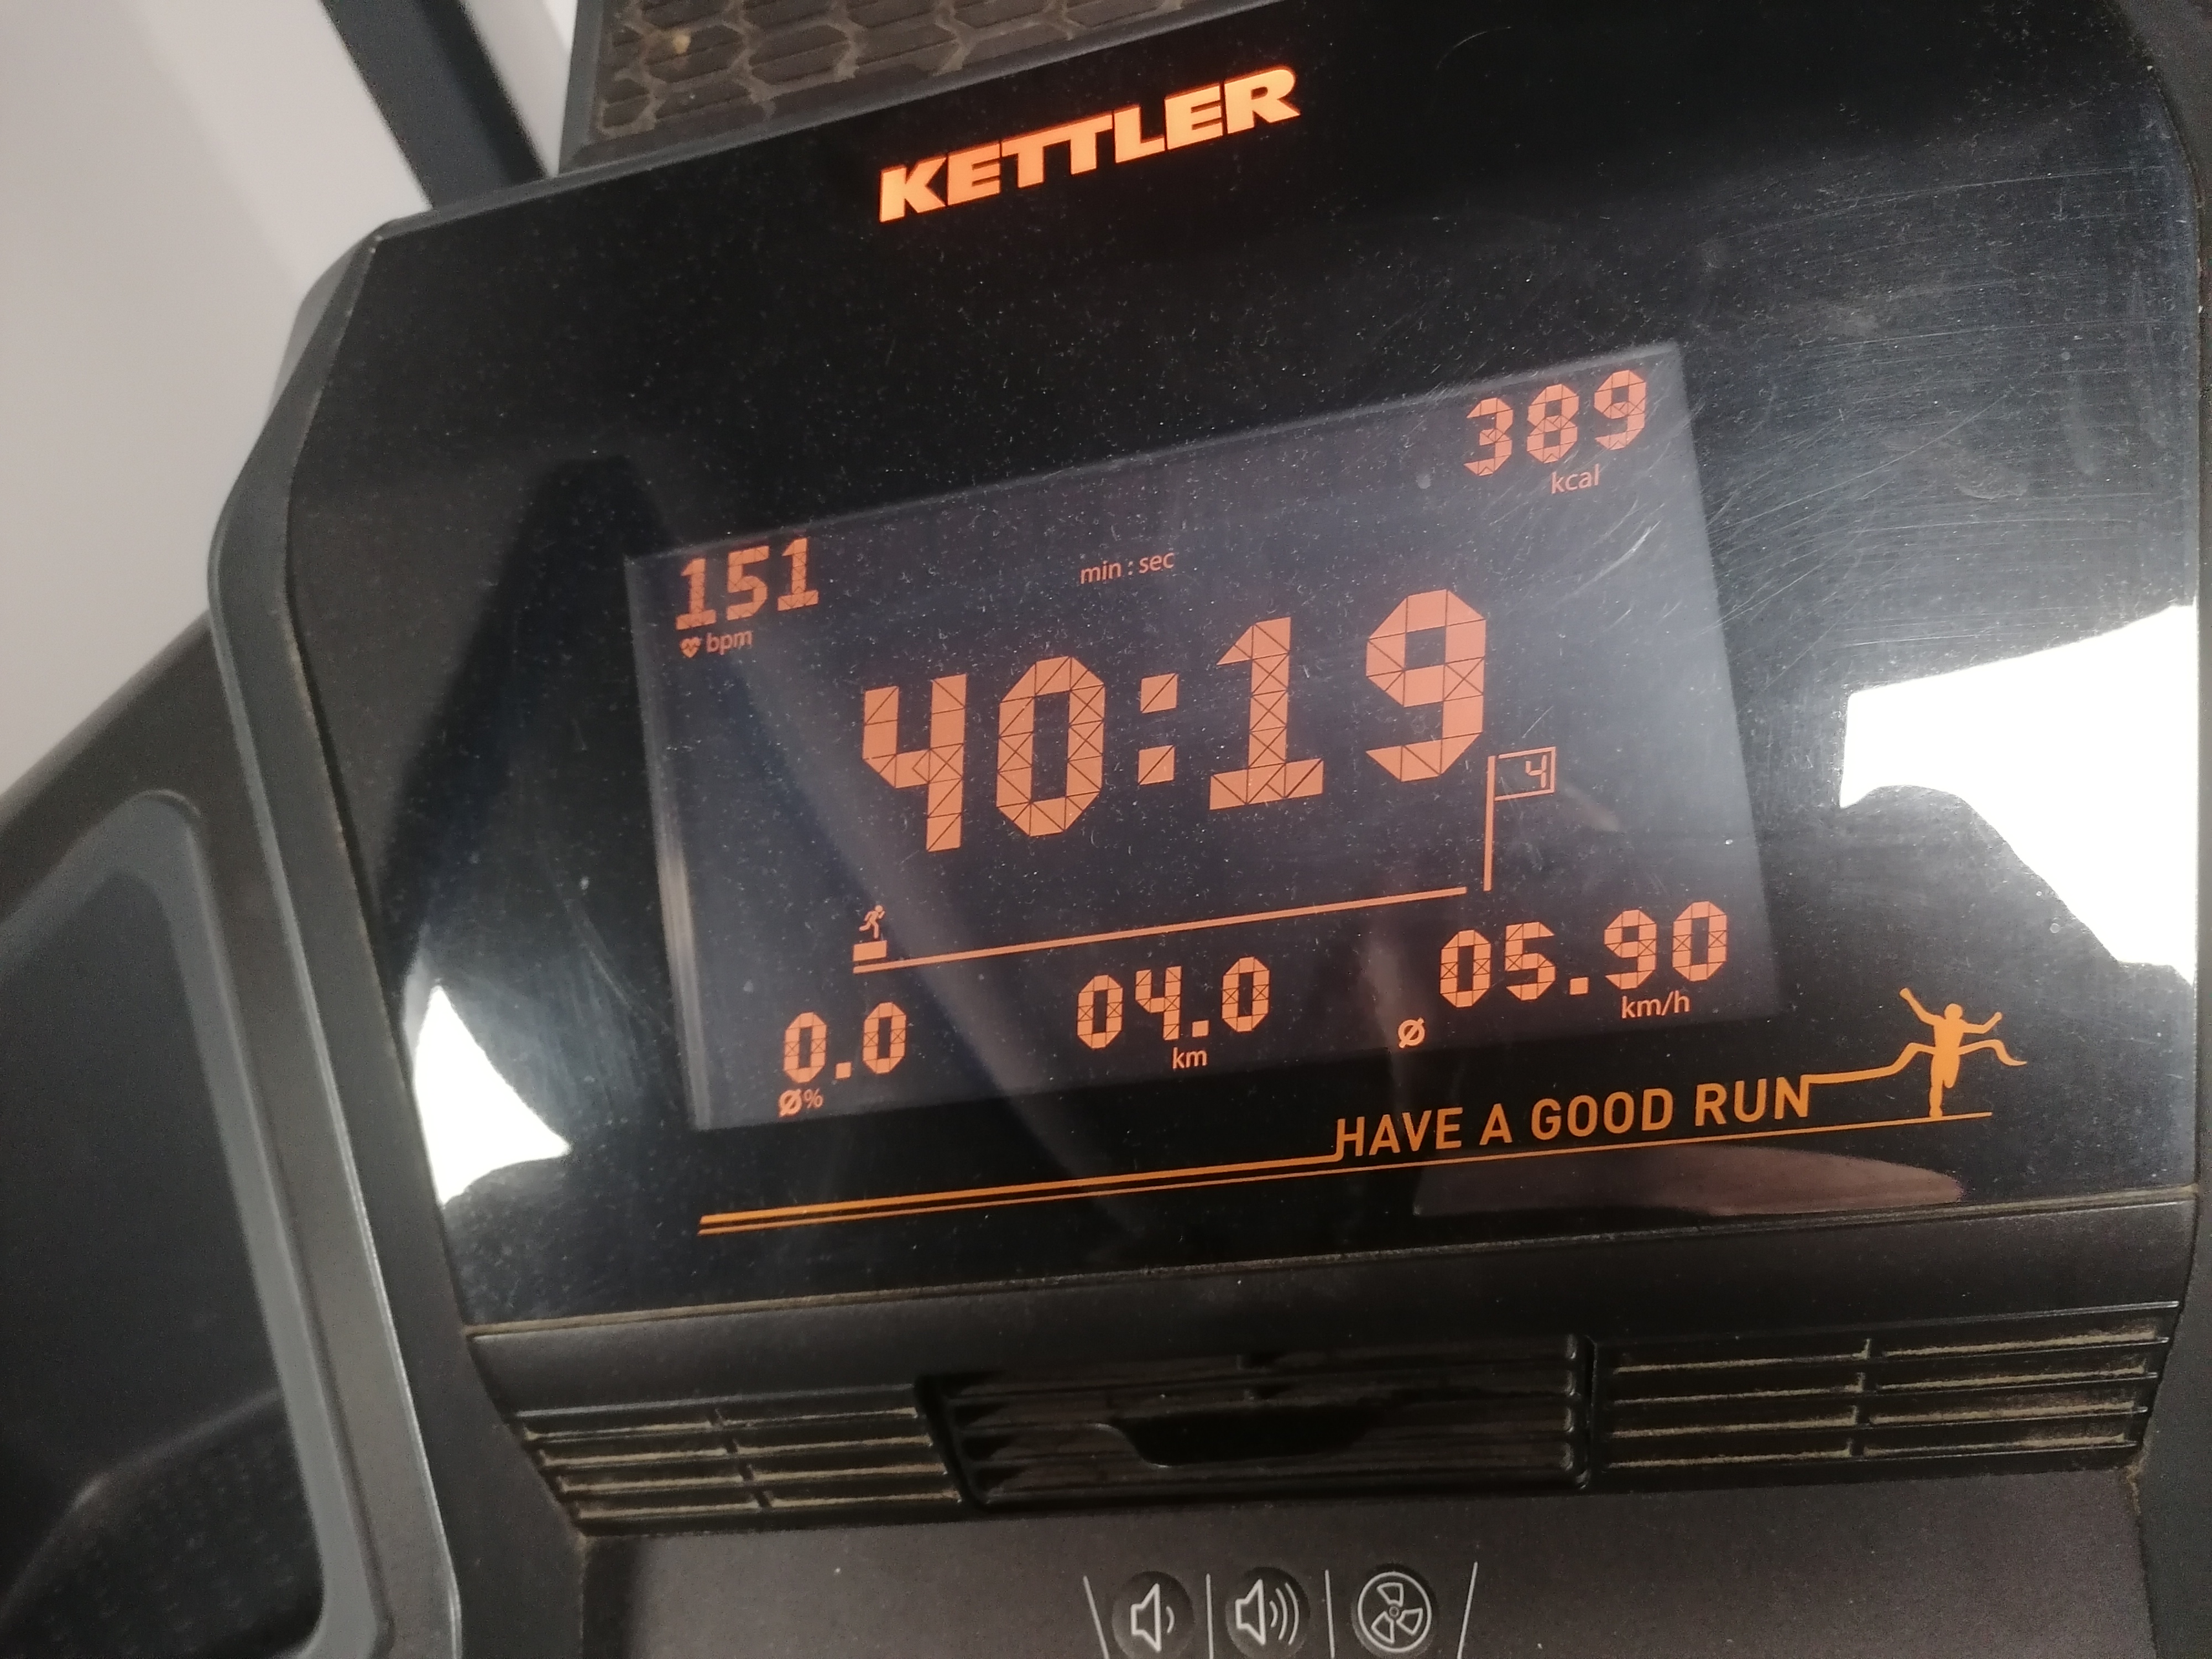 KETTLER
389
kcal
151
bpm
min : sec
40:19
4
0.0
Ø%
04.0
km
Ø
05.90
km/h
HAVE A GOOD RUN